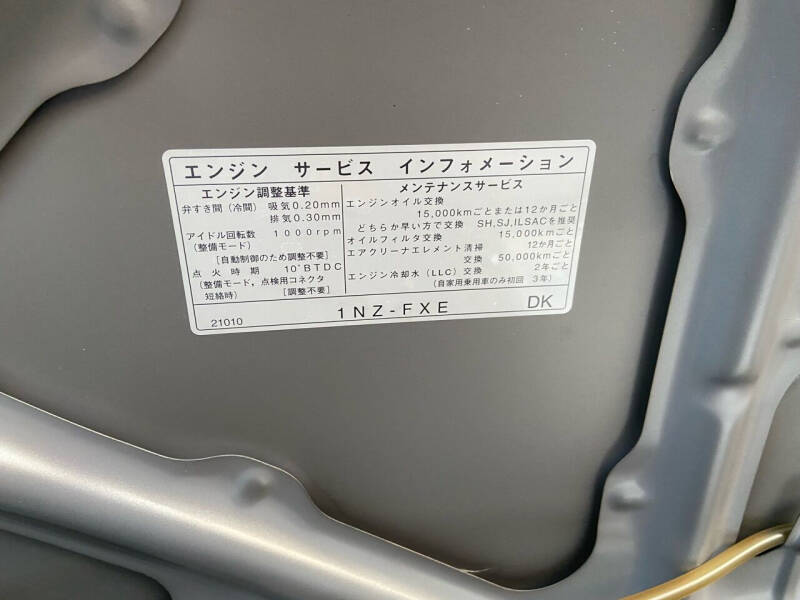 エンジン サービス インフォメーション
エンジン調整基準
弁すき間（冷間） 吸気0.20mm
排気0.30mm
アイドル回転数 1000rpm
（整備モード）
［自動制御のため調整不要］
点火時期 10°BTDC
（整備モード，点検用コネクタ
短絡時） ［調整不要］
メンテナンスサービス
エンジンオイル交換
15,000kmごとまたは12か月ごと
どちらか早い方で交換 SH,SJ,ILSACを推奨
オイルフィルタ交換 15,000kmごと
エアクリーナエレメント清掃 12か月ごと
交換 50,000kmごと
エンジン冷却水（LLC）交換 2年ごと
（自家用乗用車のみ初回 3年）
21010 1NZ-FXE DK